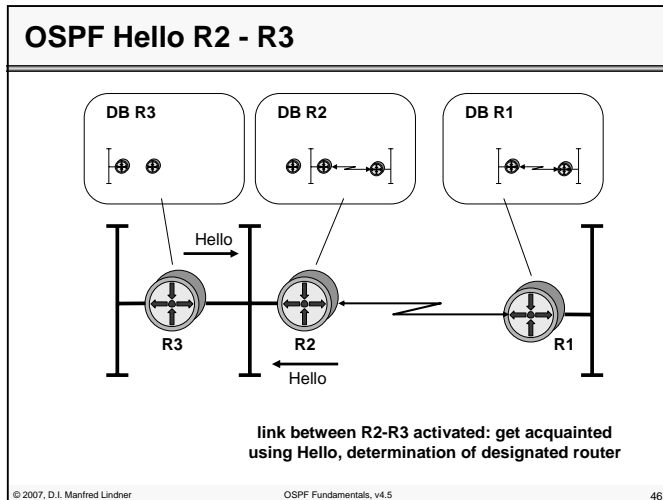 OSPF Hello R2 - R3
DB R3
DB R2
DB R1
Hello
R3
R2
R1
Hello
link between R2-R3 activated: get acquainted
using Hello, determination of designated router
© 2007, D.I. Manfred Lindner
OSPF Fundamentals, v4.5
46